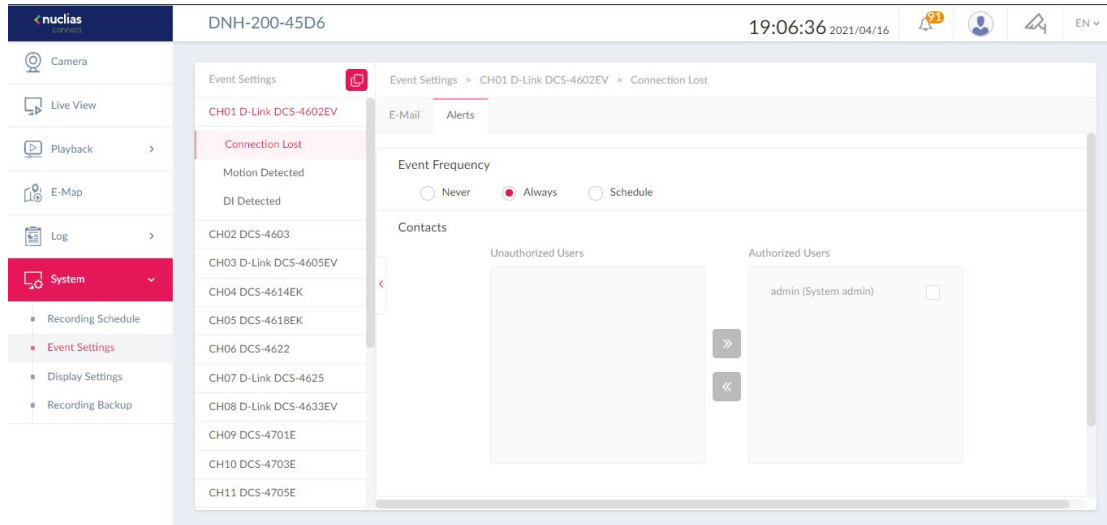 nuclias
connect
DNH-200-45D6
19:06:36 2021/04/16
91
EN
Camera
Live View
Playback
E-Map
Log
System
Recording Schedule
Event Settings
Display Settings
Recording Backup
Event Settings
CH01 D-Link DCS-4602EV
Connection Lost
Motion Detected
DI Detected
CH02 DCS-4603
CH03 D-Link DCS-4605EV
CH04 DCS-4614EK
CH05 DCS-4618EK
CH06 DCS-4622
CH07 D-Link DCS-4625
CH08 D-Link DCS-4633EV
CH09 DCS-4701E
CH10 DCS-4703E
CH11 DCS-4705E
Event Settings > CH01 D-Link DCS-4602EV > Connection Lost
E-Mail Alerts
Event Frequency
Never Always Schedule
Contacts
Unauthorized Users Authorized Users
admin (System admin)